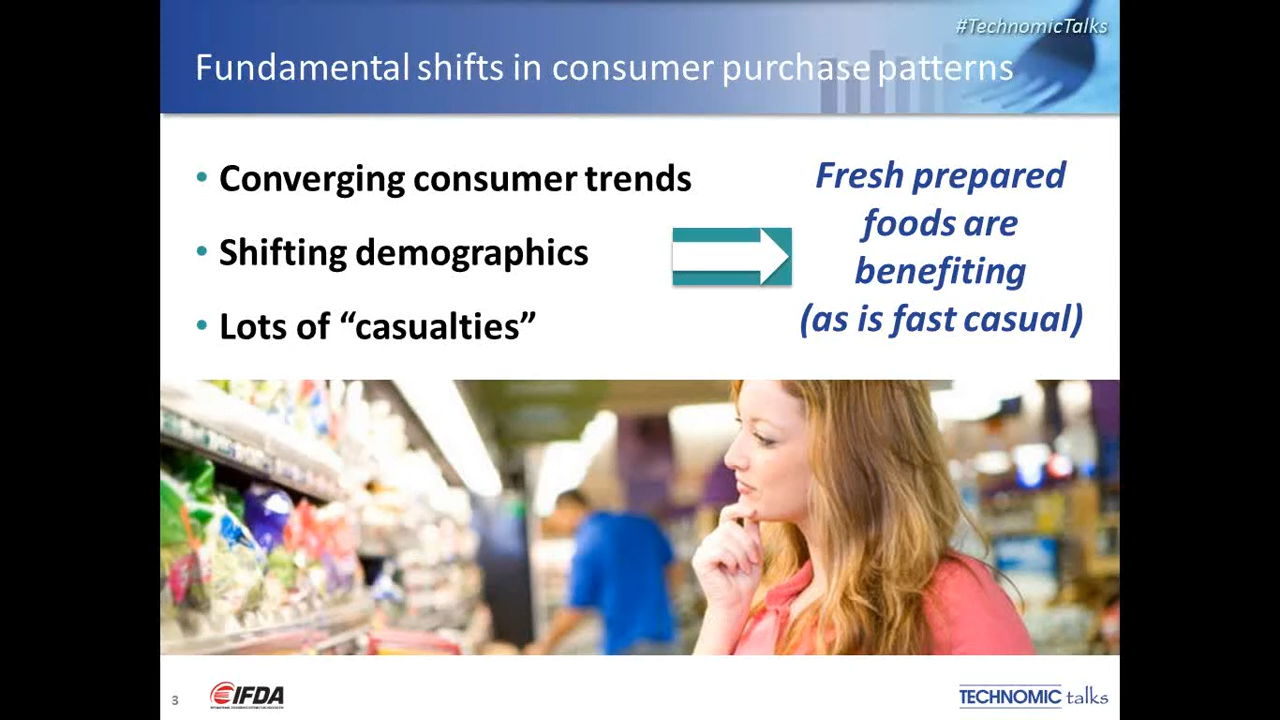 #TechnomicTalks
Fundamental shifts in consumer purchase patterns
• Converging consumer trends
• Shifting demographics
• Lots of “casualties”
Fresh prepared
foods are
benefiting
(as is fast casual)
3
IFDA
TECHNOMIC talks